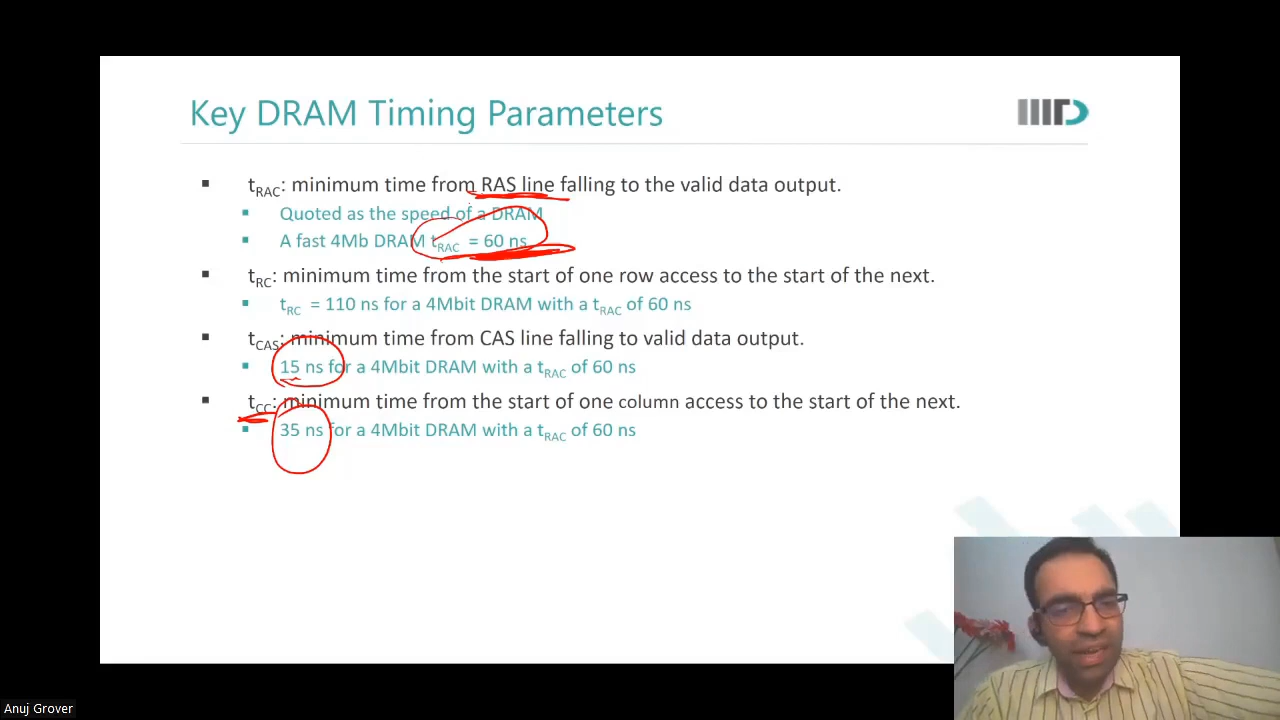 Key DRAM Timing Parameters
IIITD
▪ tRAC: minimum time from RAS line falling to the valid data output.
▪ Quoted as the speed of a DRAM
▪ A fast 4Mb DRAM tRAC = 60 ns
▪ tRC: minimum time from the start of one row access to the start of the next.
▪ tRC = 110 ns for a 4Mbit DRAM with a tRAC of 60 ns
▪ tCAS: minimum time from CAS line falling to valid data output.
▪ 15 ns for a 4Mbit DRAM with a tRAC of 60 ns
▪ tCC: minimum time from the start of one column access to the start of the next.
▪ 35 ns for a 4Mbit DRAM with a tRAC of 60 ns
Anuj Grover